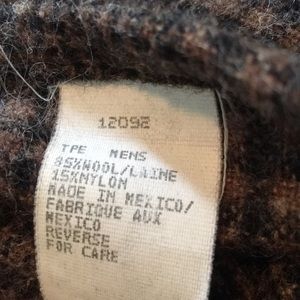 12092
TPE MENS
85%WOOL/LAINE
15%NYLON
MADE IN MEXICO/
FABRIQUE AUX
MEXICO
REVERSE
FOR CARE